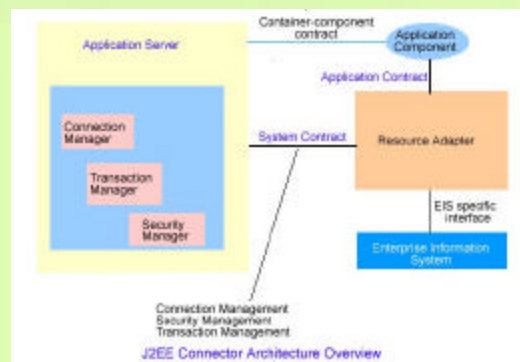 Container-component
contract
Application
Component
Application Server
Application Contract
Connection
Manager
System Contract
Resource Adapter
Transaction
Manager
Security
Manager
EIS specific
interface
Enterprise Information
System
Connection Management
Security Management
Transaction Management
J2EE Connector Architecture Overview